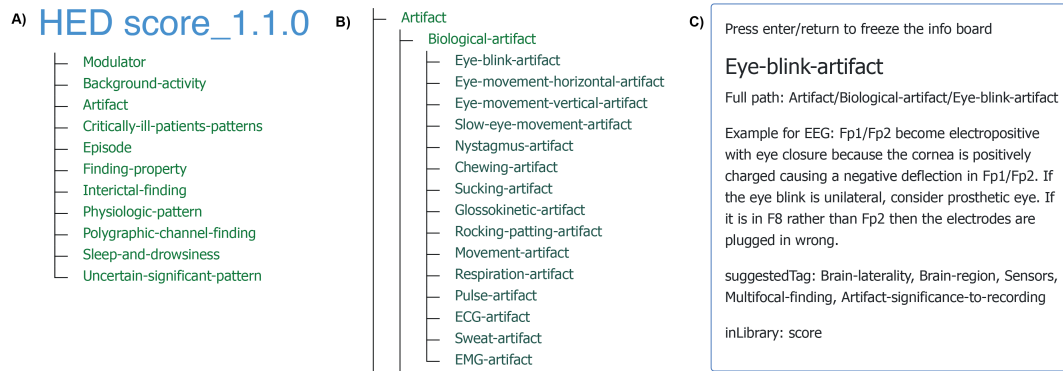 A) HED score_1.1.0
Modulator
Background-activity
Artifact
Critically-ill-patients-patterns
Episode
Finding-property
Interictal-finding
Physiologic-pattern
Polygraphic-channel-finding
Sleep-and-drowsiness
Uncertain-significant-pattern
B)
Artifact
Biological-artifact
Eye-blink-artifact
Eye-movement-horizontal-artifact
Eye-movement-vertical-artifact
Slow-eye-movement-artifact
Nystagmus-artifact
Chewing-artifact
Sucking-artifact
Glossokinetic-artifact
Rocking-patting-artifact
Movement-artifact
Respiration-artifact
Pulse-artifact
ECG-artifact
Sweat-artifact
EMG-artifact
C)
Press enter/return to freeze the info board
Eye-blink-artifact
Full path: Artifact/Biological-artifact/Eye-blink-artifact
Example for EEG: Fp1/Fp2 become electropositive
with eye closure because the cornea is positively
charged causing a negative deflection in Fp1/Fp2. If
the eye blink is unilateral, consider prosthetic eye. If
it is in F8 rather than Fp2 then the electrodes are
plugged in wrong.
suggestedTag: Brain-laterality, Brain-region, Sensors,
Multifocal-finding, Artifact-significance-to-recording
inLibrary: score